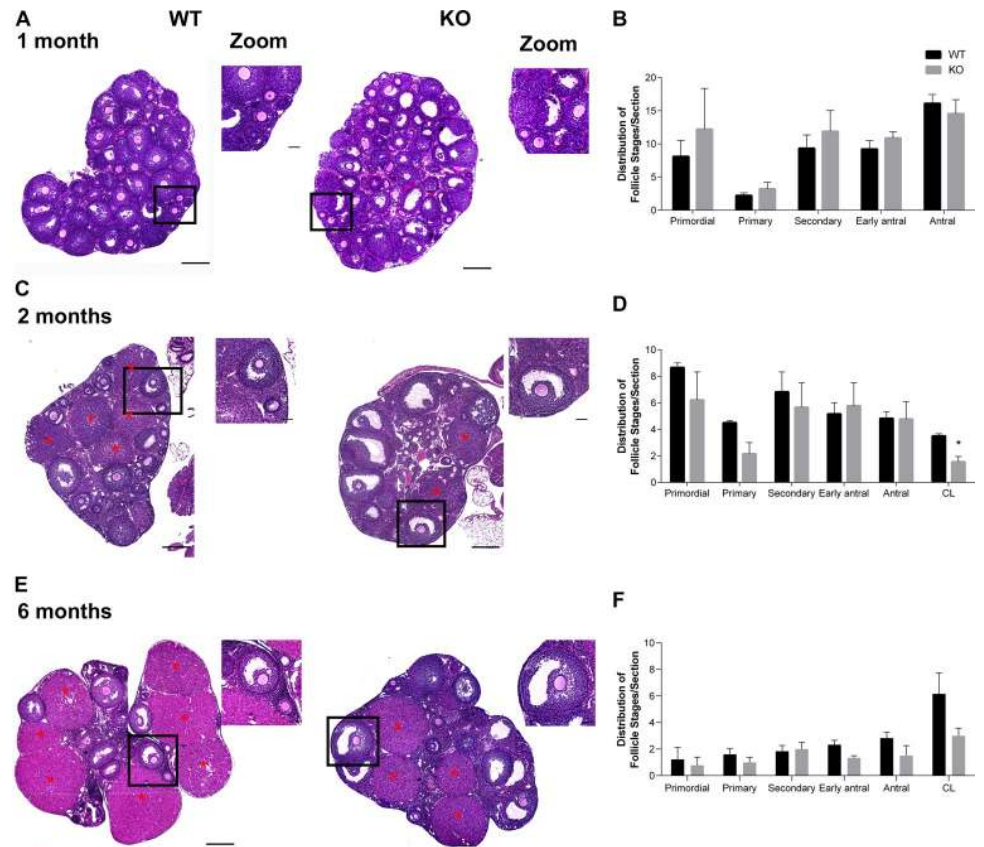 A
WT
KO
1 month
Zoom
Zoom
B
WT
KO
Distribution of
Follicle Stages/Section
20
15
10
5
0
Primordial
Primary
Secondary
Early antral
Antral
C
2 months
D
Distribution of
Follicle Stages/Section
10
8
6
4
2
0
*
Primordial
Primary
Secondary
Early antral
Antral
CL
E
6 months
F
Distribution of
Follicle Stages/Section
10
8
6
4
2
0
Primordial
Primary
Secondary
Early antral
Antral
CL